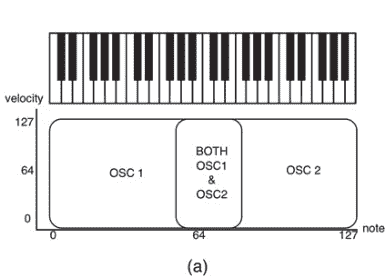 velocity
127
64
0
OSC 1
BOTH
OSC1
&
OSC2
OSC 2
0
64
127
note
(a)